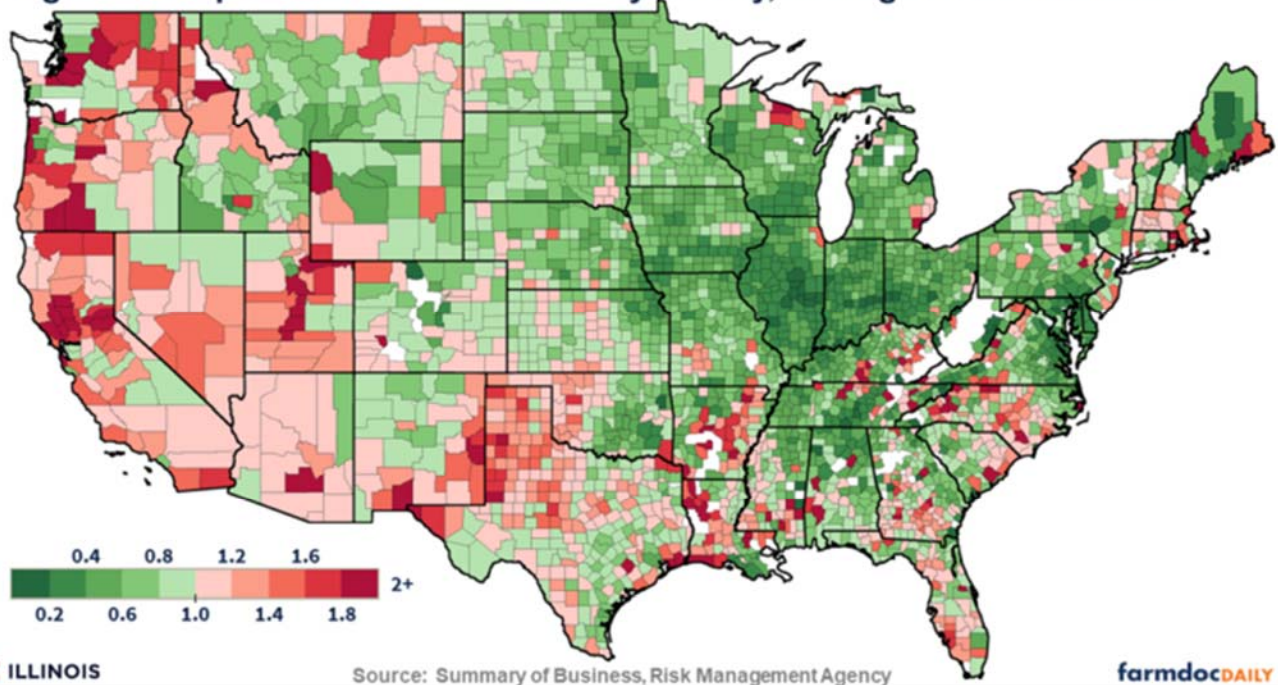 0.4 0.8 1.2 1.6
2+
0.2 0.6 1.0 1.4 1.8
ILLINOIS
Source: Summary of Business, Risk Management Agency
farmdocDAILY